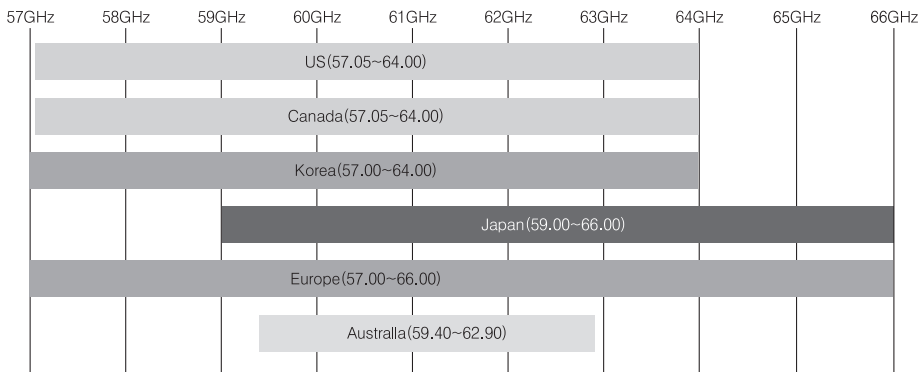 57GHz 58GHz 59GHz 60GHz 61GHz 62GHz 63GHz 64GHz 65GHz 66GHz
US(57.05~64.00)
Canada(57.05~64.00)
Korea(57.00~64.00)
Japan(59.00~66.00)
Europe(57.00~66.00)
Australla(59.40~62.90)